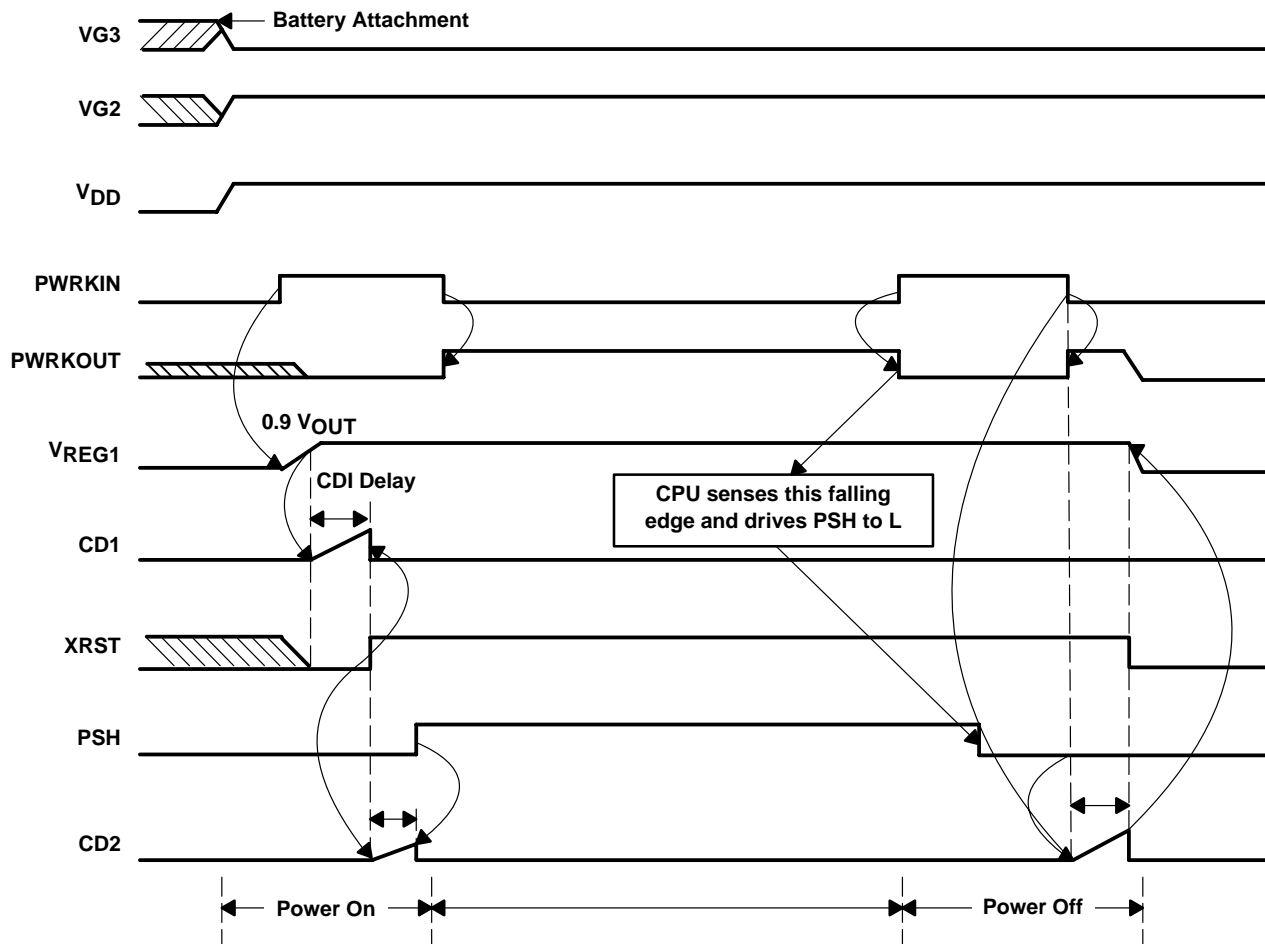 Battery Attachment
VG3
VG2
VDD
PWRKIN
PWRKOUT
0.9 VOUT
VREG1
CDI Delay
CPU senses this falling
edge and drives PSH to L
CD1
XRST
PSH
CD2
Power On
Power Off